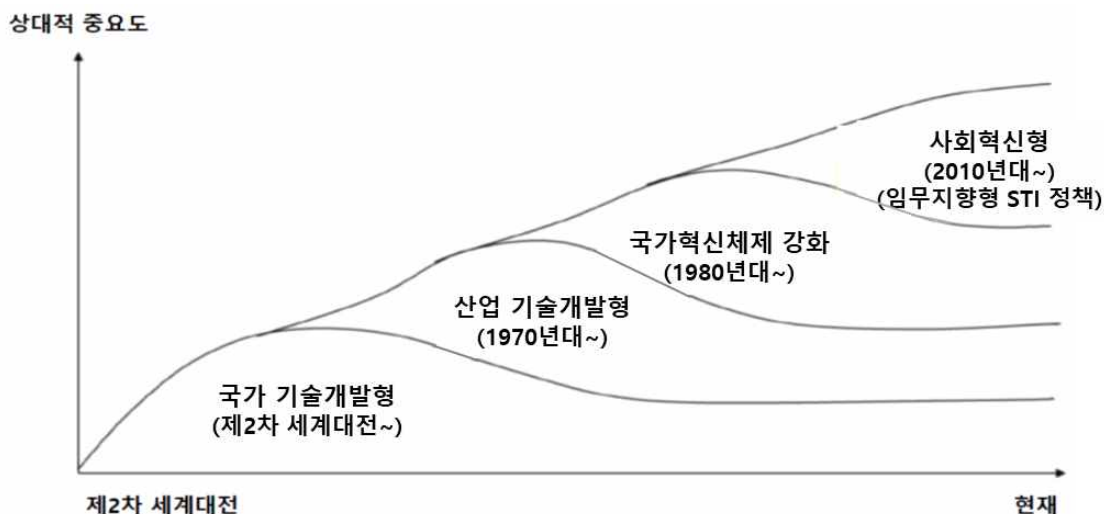 상대적 중요도
사회혁신형
(2010년대~)
(임무지향형 STI 정책)
국가혁신체제 강화
(1980년대~)
산업 기술개발형
(1970년대~)
국가 기술개발형
(제2차 세계대전~)
제2차 세계대전
현재